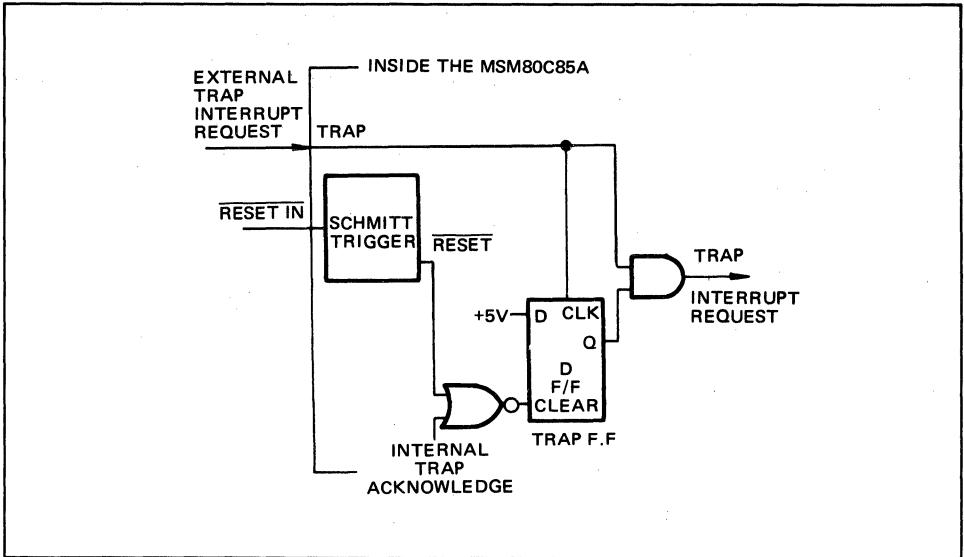 INSIDE THE MSM80C85A
EXTERNAL
TRAP
INTERRUPT
REQUEST
TRAP
RESET IN
SCHMITT
TRIGGER
RESET
TRAP
INTERRUPT
REQUEST
+5V
D CLK
Q
D
F/F
CLEAR
TRAP F.F
INTERNAL
TRAP
ACKNOWLEDGE